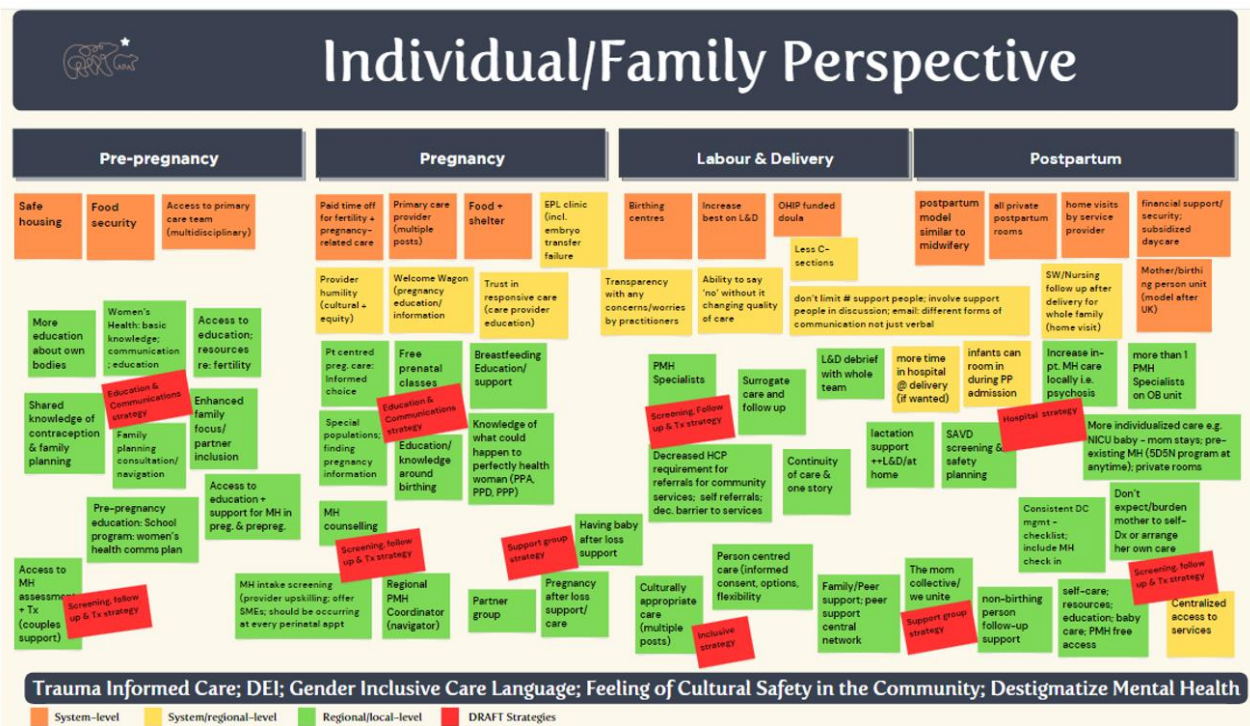 Individual/Family Perspective
Pre-pregnancy
Safe
housing
Food
security
Access to primary
care team
(multidisciplinary)
More
education
about own
bodies
Women's
Health: basic
knowledge;
communication
; education
Access to
education;
resources
re: fertility
Education &
Communications
strategy
Shared
knowledge of
contraception
& family
planning
Family
planning
consultation/
navigation
Enhanced
family
focus/
partner
inclusion
Pre-pregnancy
education: School
program: women's
health comms plan
Access to
education +
support for MH in
preg. & prepreg.
Access to
MH
assessment
+ Tx
(couples
support)
Screening, follow
up & Tx strategy
Pregnancy
Paid time off
for fertility +
pregnancy-
related care
Primary care
provider
(multiple
posts)
Food +
shelter
EPL clinic
(incl.
embryo
transfer
failure
Provider
humility
(cultural +
equity)
Welcome Wagon
(pregnancy
education/
information
Trust in
responsive care
(care provider
education)
Pt centred
preg. care:
Informed
choice
Free
prenatal
classes
Breastfeeding
Education/
support
Education &
Communications
strategy
Special
populations;
finding
pregnancy
information
Education/
knowledge
around
birthing
Knowledge of
what could
happen to
perfectly health
woman (PPA,
PPD, PPP)
MH
counselling
Screening, follow
up & Tx strategy
Support group
strategy
Having baby
after loss
support
MH intake screening
(provider upskilling; offer
SMEs; should be occurring
at every perinatal appt
Regional
PMH
Coordinator
(navigator)
Partner
group
Pregnancy
after loss
support/
care
Labour & Delivery
Birthing
centres
Increase
best on L&D
OHIP funded
doula
Less C-
sections
Transparency
with any
concerns/worries
by practitioners
Ability to say
'no' without it
changing quality
of care
don't limit # support people; involve support
people in discussion; email: different forms of
communication not just verbal
PMH
Specialists
Surrogate
care and
follow up
L&D debrief
with whole
team
Screening, Follow
up & Tx strategy
Decreased HCP
requirement for
referrals for community
services; self referrals;
dec. barrier to services
Continuity
of care &
one story
lactation
support
++L&D/at
home
Person centred
care (informed
consent, options,
flexibility
Culturally
appropriate
care
(multiple
posts)
Inclusive
strategy
Family/Peer
support; peer
support
central
network
Postpartum
postpartum
model
similar to
midwifery
all private
postpartum
rooms
home visits
by service
provider
financial support/
security;
subsidized
daycare
SW/Nursing
follow up after
delivery for
whole family
(home visit)
Mother/birthi
ng person unit
(model after
UK)
more time
in hospital
@ delivery
(if wanted)
infants can
room in
during PP
admission
Increase in-
pt. MH care
locally i.e.
psychosis
more than 1
PMH
Specialists
on OB unit
Hospital strategy
SAVD
screening &
safety
planning
More individualized care e.g.
NICU baby - mom stays; pre-
existing MH (5D5N program at
anytime); private rooms
Consistent DC
mgmt -
checklist;
include MH
check in
Don't
expect/burden
mother to self-
Dx or arrange
her own care
The mom
collective/
we unite
Support group
strategy
non-birthing
person
follow-up
support
self-care;
resources;
education; baby
care; PMH free
access
Screening, follow
up & Tx strategy
Centralized
access to
services
Trauma Informed Care; DEI; Gender Inclusive Care Language; Feeling of Cultural Safety in the Community; Destigmatize Mental Health
System-level
System/regional-level
Regional/local-level
DRAFT Strategies